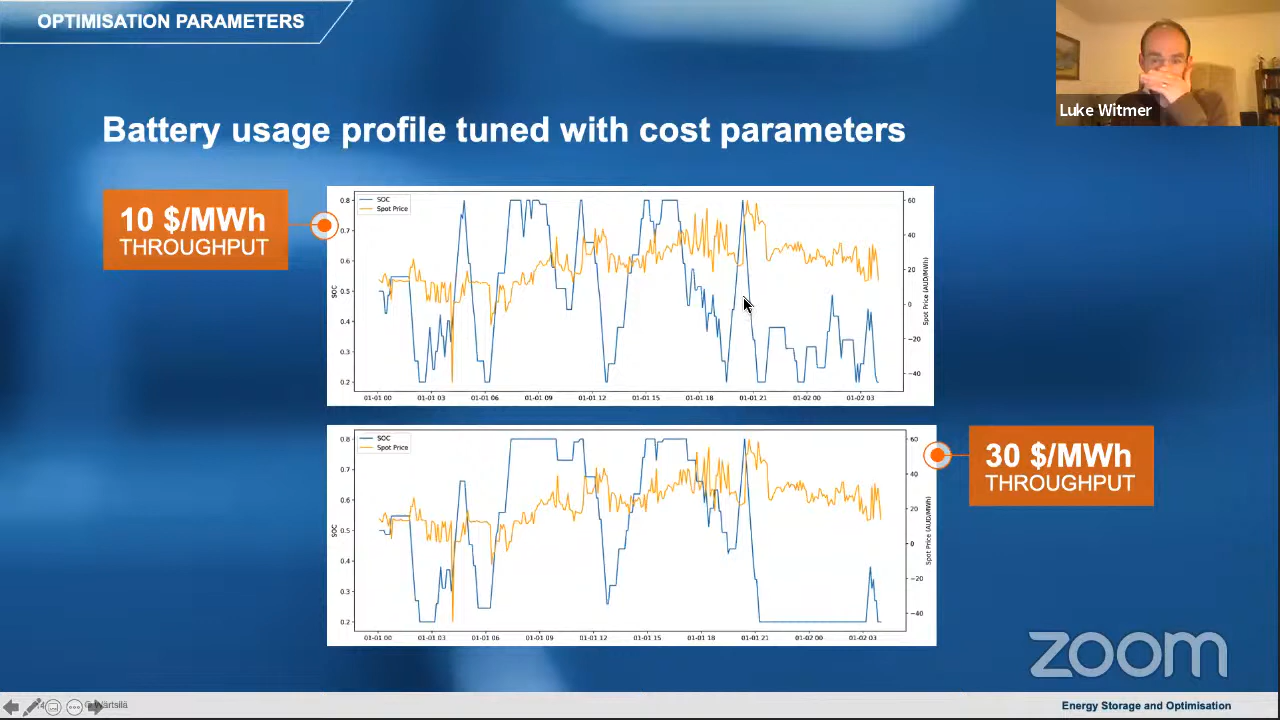 OPTIMISATION PARAMETERS
Luke Witmer
Battery usage profile tuned with cost parameters
10 $/MWh
THROUGHPUT
SOC
Spot Price
0.8
0.7
0.6
0.5
0.4
0.3
0.2
SOC
60
40
20
0
−20
−40
Spot Price (AUD/MWh)
01-01 00
01-01 03
01-01 06
01-01 09
01-01 12
01-01 15
01-01 18
01-01 21
01-02 00
01-02 03
SOC
Spot Price
0.8
0.7
0.6
0.5
0.4
0.3
0.2
SOC
60
40
20
0
−20
−40
Spot Price (AUD/MWh)
01-01 00
01-01 03
01-01 06
01-01 09
01-01 12
01-01 15
01-01 18
01-01 21
01-02 00
01-02 03
30 $/MWh
THROUGHPUT
zoom
© Wärtsilä
Energy Storage and Optimisation